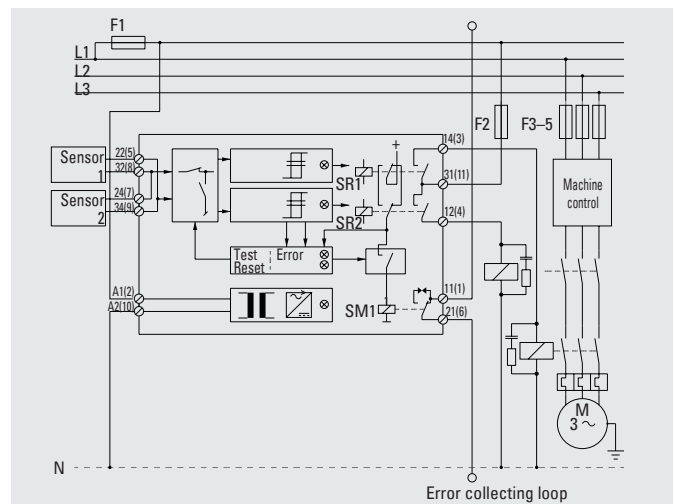 F1
L1
L2
L3
14(3)
F2
F3–5
Sensor
1
22(5)
32(8)
+
SR1
31(11)
Machine
control
Sensor
2
24(7)
34(9)
SR2
12(4)
Test
Reset
Error
A1(2)
A2(10)
SM1
11(1)
21(6)
M
3 ~
N
Error collecting loop